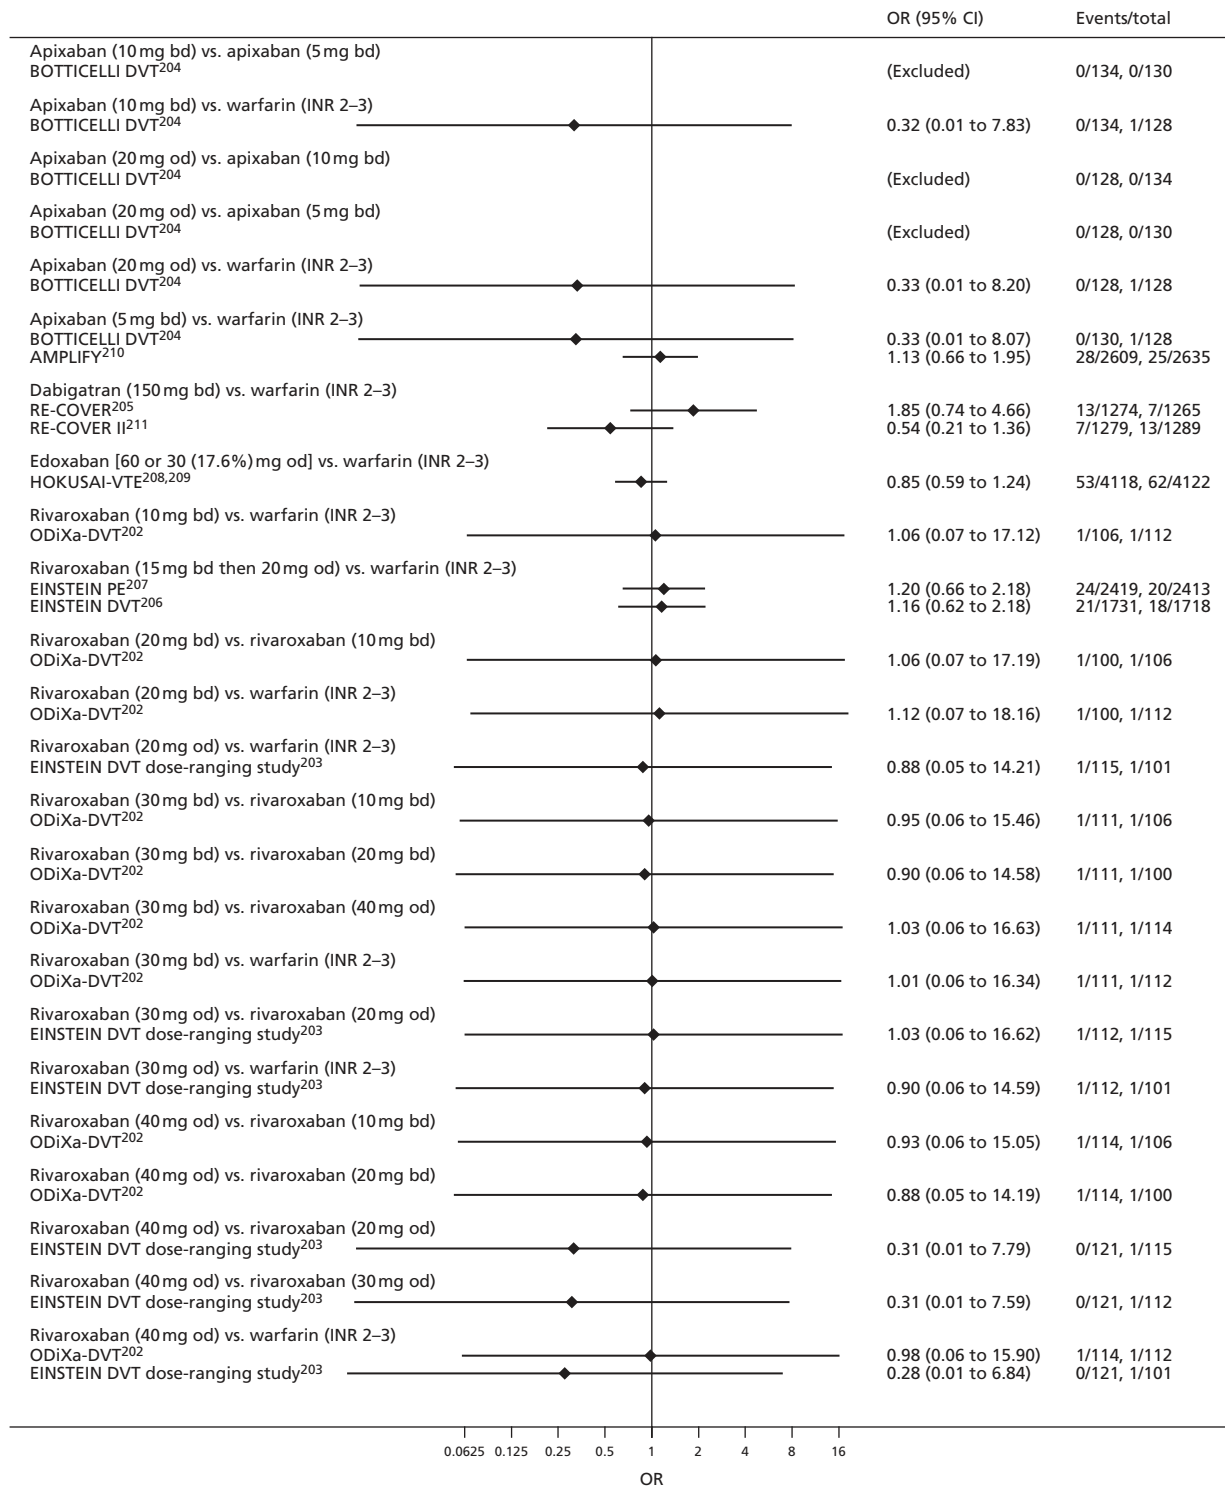 OR (95% CI) Events/total
Apixaban (10 mg bd) vs. apixaban (5 mg bd)
BOTTICELLI DVT204 (Excluded) 0/134, 0/130
Apixaban (10 mg bd) vs. warfarin (INR 2–3)
BOTTICELLI DVT204 0.32 (0.01 to 7.83) 0/134, 1/128
Apixaban (20 mg od) vs. apixaban (10 mg bd)
BOTTICELLI DVT204 (Excluded) 0/128, 0/134
Apixaban (20 mg od) vs. apixaban (5 mg bd)
BOTTICELLI DVT204 (Excluded) 0/128, 0/130
Apixaban (20 mg od) vs. warfarin (INR 2–3)
BOTTICELLI DVT204 0.33 (0.01 to 8.20) 0/128, 1/128
Apixaban (5 mg bd) vs. warfarin (INR 2–3)
BOTTICELLI DVT204 0.33 (0.01 to 8.07) 0/130, 1/128
AMPLIFY210 1.13 (0.66 to 1.95) 28/2609, 25/2635
Dabigatran (150 mg bd) vs. warfarin (INR 2–3)
RE-COVER205 1.85 (0.74 to 4.66) 13/1274, 7/1265
RE-COVER II211 0.54 (0.21 to 1.36) 7/1279, 13/1289
Edoxaban [60 or 30 (17.6%) mg od] vs. warfarin (INR 2–3)
HOKUSAI-VTE208,209 0.85 (0.59 to 1.24) 53/4118, 62/4122
Rivaroxaban (10 mg bd) vs. warfarin (INR 2–3)
ODiXa-DVT202 1.06 (0.07 to 17.12) 1/106, 1/112
Rivaroxaban (15 mg bd then 20 mg od) vs. warfarin (INR 2–3)
EINSTEIN PE207 1.20 (0.66 to 2.18) 24/2419, 20/2413
EINSTEIN DVT206 1.16 (0.62 to 2.18) 21/1731, 18/1718
Rivaroxaban (20 mg bd) vs. rivaroxaban (10 mg bd)
ODiXa-DVT202 1.06 (0.07 to 17.19) 1/100, 1/106
Rivaroxaban (20 mg bd) vs. warfarin (INR 2–3)
ODiXa-DVT202 1.12 (0.07 to 18.16) 1/100, 1/112
Rivaroxaban (20 mg od) vs. warfarin (INR 2–3)
EINSTEIN DVT dose-ranging study203 0.88 (0.05 to 14.21) 1/115, 1/101
Rivaroxaban (30 mg bd) vs. rivaroxaban (10 mg bd)
ODiXa-DVT202 0.95 (0.06 to 15.46) 1/111, 1/106
Rivaroxaban (30 mg bd) vs. rivaroxaban (20 mg bd)
ODiXa-DVT202 0.90 (0.06 to 14.58) 1/111, 1/100
Rivaroxaban (30 mg bd) vs. rivaroxaban (40 mg od)
ODiXa-DVT202 1.03 (0.06 to 16.63) 1/111, 1/114
Rivaroxaban (30 mg bd) vs. warfarin (INR 2–3)
ODiXa-DVT202 1.01 (0.06 to 16.34) 1/111, 1/112
Rivaroxaban (30 mg od) vs. rivaroxaban (20 mg od)
EINSTEIN DVT dose-ranging study203 1.03 (0.06 to 16.62) 1/112, 1/115
Rivaroxaban (30 mg od) vs. warfarin (INR 2–3)
EINSTEIN DVT dose-ranging study203 0.90 (0.06 to 14.59) 1/112, 1/101
Rivaroxaban (40 mg od) vs. rivaroxaban (10 mg bd)
ODiXa-DVT202 0.93 (0.06 to 15.05) 1/114, 1/106
Rivaroxaban (40 mg od) vs. rivaroxaban (20 mg bd)
ODiXa-DVT202 0.88 (0.05 to 14.19) 1/114, 1/100
Rivaroxaban (40 mg od) vs. rivaroxaban (20 mg od)
EINSTEIN DVT dose-ranging study203 0.31 (0.01 to 7.79) 0/121, 1/115
Rivaroxaban (40 mg od) vs. rivaroxaban (30 mg od)
EINSTEIN DVT dose-ranging study203 0.31 (0.01 to 7.59) 0/121, 1/112
Rivaroxaban (40 mg od) vs. warfarin (INR 2–3)
ODiXa-DVT202 0.98 (0.06 to 15.90) 1/114, 1/112
EINSTEIN DVT dose-ranging study203 0.28 (0.01 to 6.84) 0/121, 1/101
0.0625 0.125 0.25 0.5 1 2 4 8 16
OR